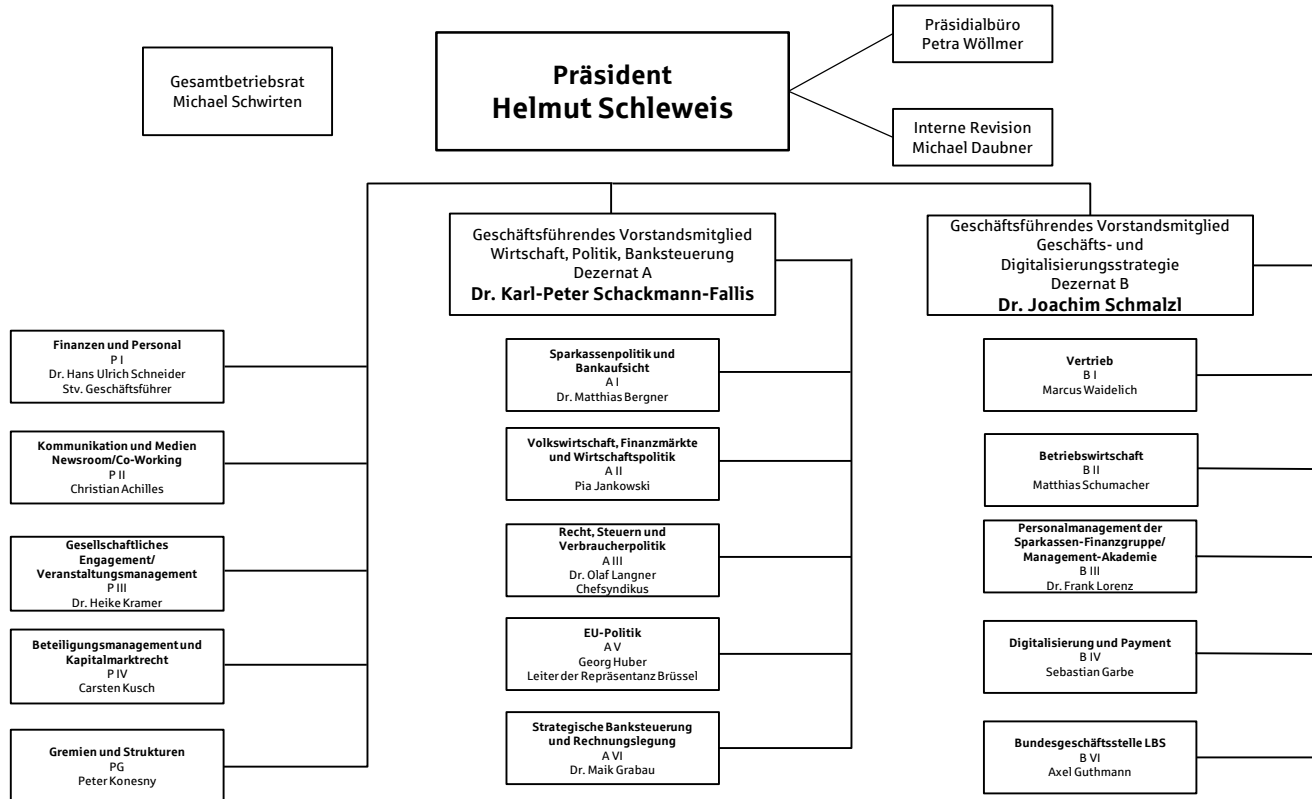 Gesamtbetriebsrat
Michael Schwirten
Präsident
Helmut Schleweis
Präsidialbüro
Petra Wöllmer
Interne Revision
Michael Daubner
Geschäftsführendes Vorstandsmitglied
Wirtschaft, Politik, Banksteuerung
Dezernat A
Dr. Karl-Peter Schackmann-Fallis
Geschäftsführendes Vorstandsmitglied
Geschäfts- und
Digitalisierungsstrategie
Dezernat B
Dr. Joachim Schmalzl
Finanzen und Personal
P I
Dr. Hans Ulrich Schneider
Stv. Geschäftsführer
Kommunikation und Medien
Newsroom/Co-Working
P II
Christian Achilles
Gesellschaftliches
Engagement/
Veranstaltungsmanagement
P III
Dr. Heike Kramer
Beteiligungsmanagement und
Kapitalmarktrecht
P IV
Carsten Kusch
Gremien und Strukturen
PG
Peter Konesny
Sparkassenpolitik und
Bankaufsicht
A I
Dr. Matthias Bergner
Volkswirtschaft, Finanzmärkte
und Wirtschaftspolitik
A II
Pia Jankowski
Recht, Steuern und
Verbraucherpolitik
A III
Dr. Olaf Langner
Chefsyndikus
EU-Politik
A V
Georg Huber
Leiter der Repräsentanz Brüssel
Strategische Banksteuerung
und Rechnungslegung
A VI
Dr. Maik Grabau
Vertrieb
B I
Marcus Waidelich
Betriebswirtschaft
B II
Matthias Schumacher
Personalmanagement der
Sparkassen-Finanzgruppe/
Management-Akademie
B III
Dr. Frank Lorenz
Digitalisierung und Payment
B IV
Sebastian Garbe
Bundesgeschäftsstelle LBS
B VI
Axel Guthmann